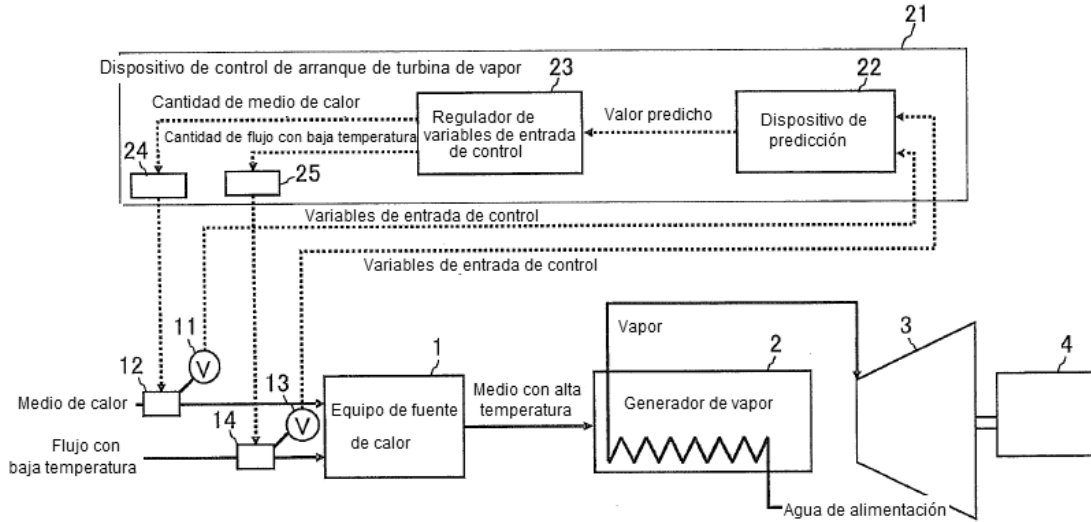 21
Dispositivo de control de arranque de turbina de vapor
23
22
Cantidad de medio de calor
Regulador de
variables de entrada
de control
Valor predicho
Dispositivo de
predicción
Cantidad de flujo con baja temperatura
24
25
Variables de entrada de control
Variables de entrada de control
11
12
13
14
1
2
3
4
Vapor
Medio de calor
Flujo con
baja temperatura
Equipo de fuente
de calor
Medio con alta
temperatura
Generador de vapor
Agua de alimentación
V
V